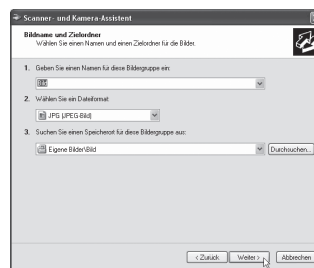 Scanner- und Kamera-Assistent
Bildname und Zielordner
Wählen Sie einen Namen und einen Zielordner für die Bilder.
1. Geben Sie einen Namen für diese Bildergruppe ein:
Bild
2. Wählen Sie ein Dateiformat:
JPG (JPEG-Bild)
3. Suchen Sie einen Speicherort für diese Bildergruppe aus:
Eigene Bilder\Bild
Durchsuchen...
< Zurück Weiter > Abbrechen